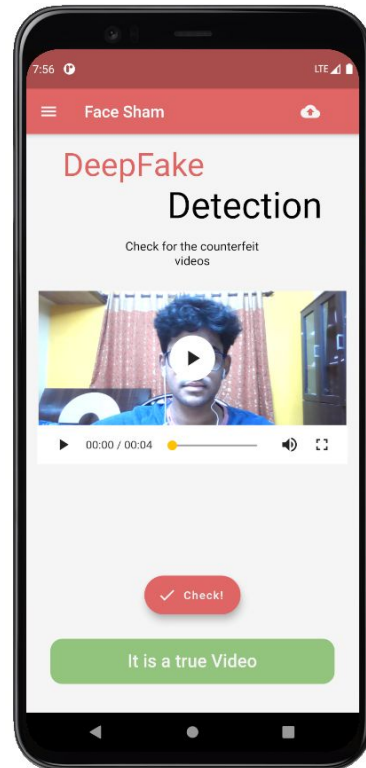 7:56 LTE
Face Sham
DeepFake
Detection
Check for the counterfeit
videos
00:00 / 00:04
Check!
It is a true Video